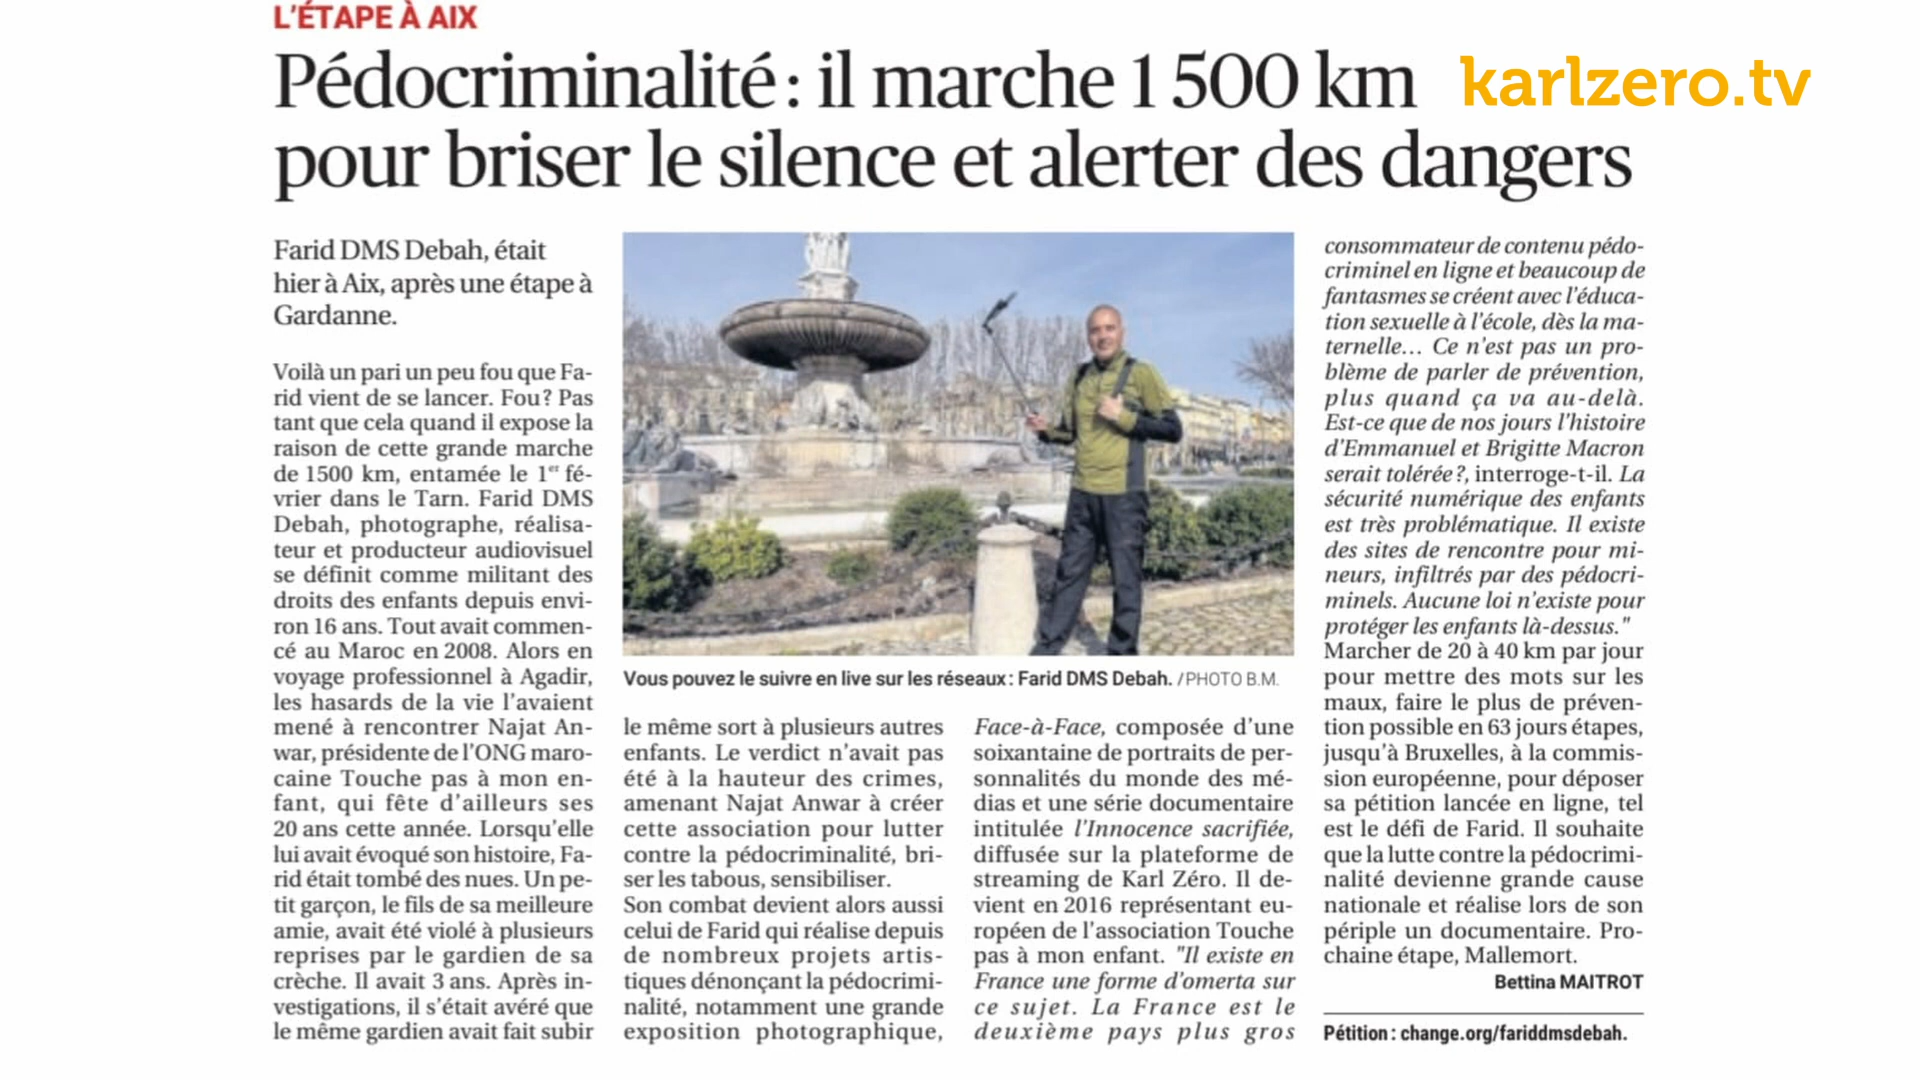 L'ÉTAPE À AIX
Pédocriminalité : il marche 1 500 km
pour briser le silence et alerter des dangers
karlzero.tv
Farid DMS Debah, était
hier à Aix, après une étape à
Gardanne.
Voilà un pari un peu fou que Fa-
rid vient de se lancer. Fou ? Pas
tant que cela quand il expose la
raison de cette grande marche
de 1500 km, entamée le 1er fé-
vrier dans le Tarn. Farid DMS
Debah, photographe, réalisa-
teur et producteur audiovisuel
se définit comme militant des
droits des enfants depuis envi-
ron 16 ans. Tout avait commen-
cé au Maroc en 2008. Alors en
voyage professionnel à Agadir,
les hasards de la vie l'avaient
mené à rencontrer Najat An-
war, présidente de l'ONG maro-
caine Touche pas à mon en-
fant, qui fête d'ailleurs ses
20 ans cette année. Lorsqu'elle
lui avait évoqué son histoire, Fa-
rid était tombé des nues. Un pe-
tit garçon, le fils de sa meilleure
amie, avait été violé à plusieurs
reprises par le gardien de sa
crèche. Il avait 3 ans. Après in-
vestigations, il s'était avéré que
le même gardien avait fait subir
Vous pouvez le suivre en live sur les réseaux : Farid DMS Debah. /PHOTO B.M.
le même sort à plusieurs autres
enfants. Le verdict n'avait pas
été à la hauteur des crimes,
amenant Najat Anwar à créer
cette association pour lutter
contre la pédocriminalité, bri-
ser les tabous, sensibiliser.
Son combat devient alors aussi
celui de Farid qui réalise depuis
de nombreux projets artis-
tiques dénonçant la pédocrimi-
nalité, notamment une grande
exposition photographique,
Face-à-Face, composée d'une
soixantaine de portraits de per-
sonnalités du monde des mé-
dias et une série documentaire
intitulée l'Innocence sacrifiée,
diffusée sur la plateforme de
streaming de Karl Zéro. Il de-
vient en 2016 représentant eu-
ropéen de l'association Touche
pas à mon enfant. "Il existe en
France une forme d'omerta sur
ce sujet. La France est le
deuxième pays plus gros
consommateur de contenu pédo-
criminel en ligne et beaucoup de
fantasmes se créent avec l'éduca-
tion sexuelle à l'école, dès la ma-
ternelle... Ce n'est pas un pro-
blème de parler de prévention,
plus quand ça va au-delà.
Est-ce que de nos jours l'histoire
d'Emmanuel et Brigitte Macron
serait tolérée ?, interroge-t-il. La
sécurité numérique des enfants
est très problématique. Il existe
des sites de rencontre pour mi-
neurs, infiltrés par des pédocri-
minels. Aucune loi n'existe pour
protéger les enfants là-dessus."
Marcher de 20 à 40 km par jour
pour mettre des mots sur les
maux, faire le plus de préven-
tion possible en 63 jours étapes,
jusqu'à Bruxelles, à la commis-
sion européenne, pour déposer
sa pétition lancée en ligne, tel
est le défi de Farid. Il souhaite
que la lutte contre la pédocrimi-
nalité devienne grande cause
nationale et réalise lors de son
périple un documentaire. Pro-
chaine étape, Mallemort.
Bettina MAITROT
Pétition : change.org/fariddmsdebah.